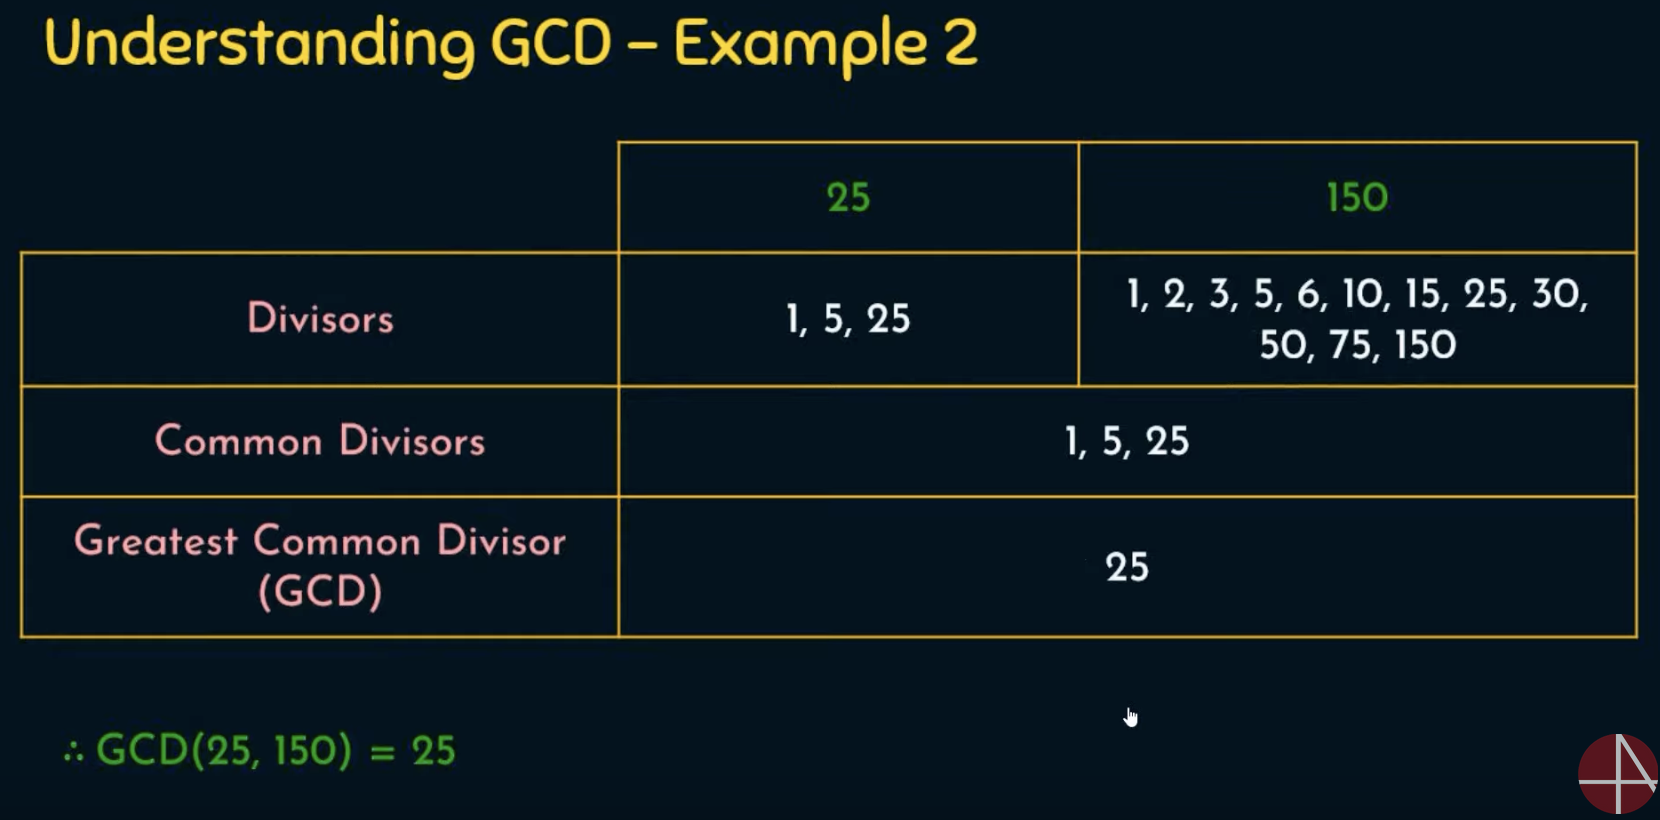 Understanding GCD – Example 2
25
150
Divisors
1, 5, 25
1, 2, 3, 5, 6, 10, 15, 25, 30,
50, 75, 150
Common Divisors
1, 5, 25
Greatest Common Divisor
(GCD)
25
∴ GCD(25, 150) = 25